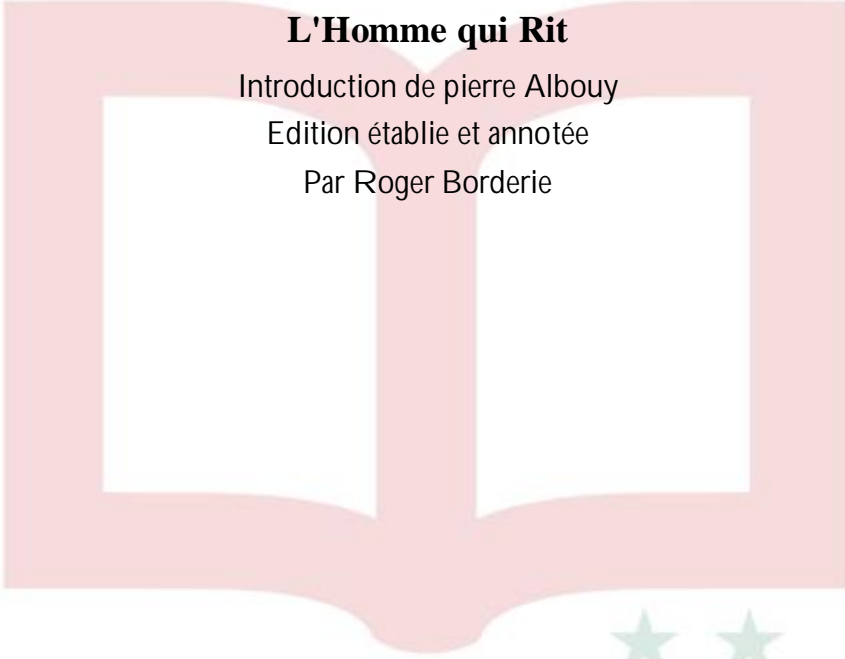 L'Homme qui Rit
Introduction de pierre Albouy
Edition établie et annotée
Par Roger Borderie